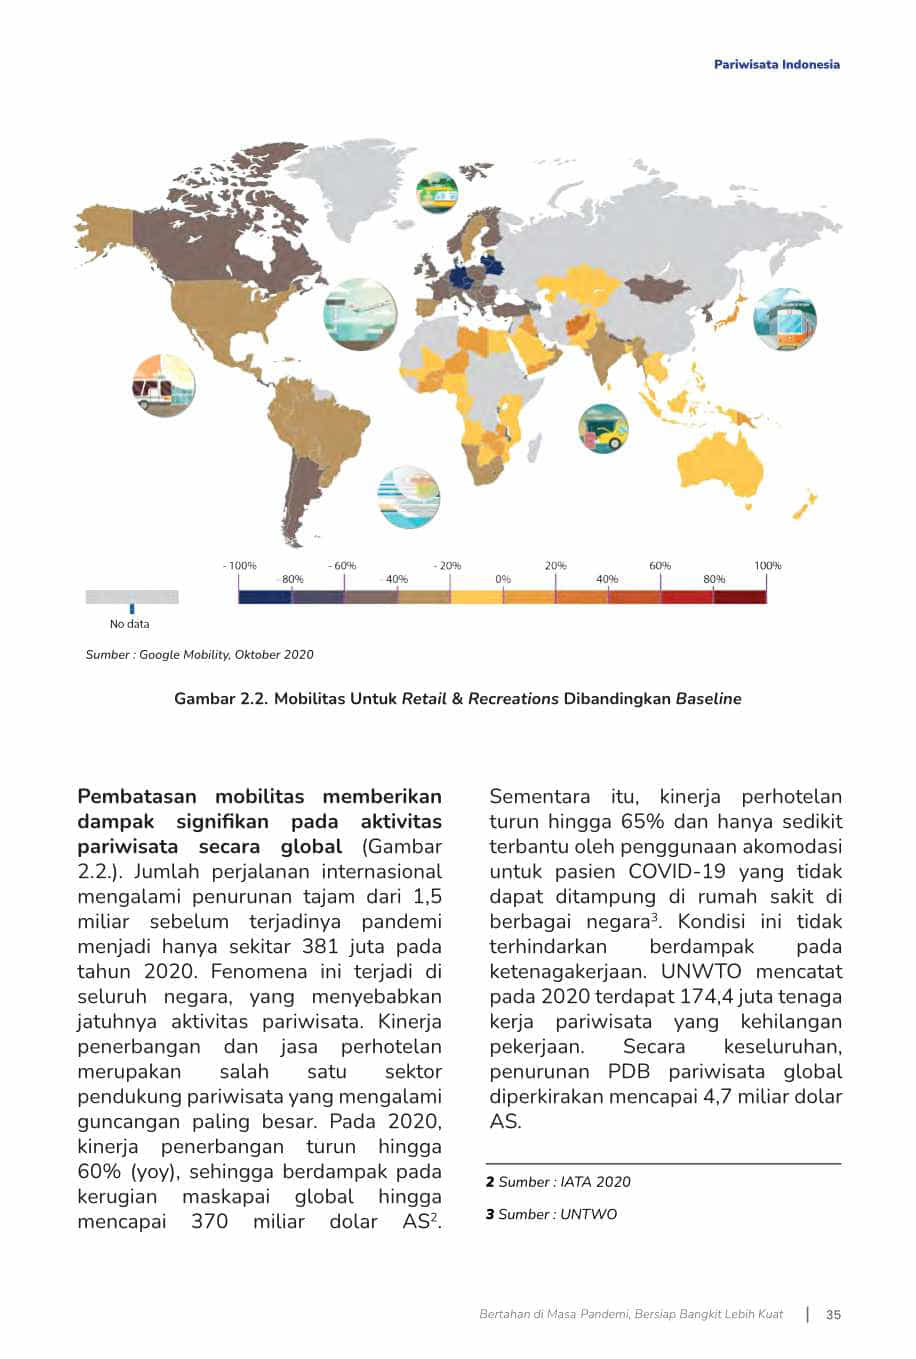 Pariwisata Indonesia
- 100% - 60% - 20% 20% 60% 100%
- 80% - 40% 0% 40% 80%
No data
Sumber : Google Mobility, Oktober 2020
Gambar 2.2. Mobilitas Untuk Retail & Recreations Dibandingkan Baseline
Pembatasan mobilitas memberikan
dampak signifikan pada aktivitas
pariwisata secara global (Gambar
2.2.). Jumlah perjalanan internasional
mengalami penurunan tajam dari 1,5
miliar sebelum terjadinya pandemi
menjadi hanya sekitar 381 juta pada
tahun 2020. Fenomena ini terjadi di
seluruh negara, yang menyebabkan
jatuhnya aktivitas pariwisata. Kinerja
penerbangan dan jasa perhotelan
merupakan salah satu sektor
pendukung pariwisata yang mengalami
guncangan paling besar. Pada 2020,
kinerja penerbangan turun hingga
60% (yoy), sehingga berdampak pada
kerugian maskapai global hingga
mencapai 370 miliar dolar AS².
Sementara itu, kinerja perhotelan
turun hingga 65% dan hanya sedikit
terbantu oleh penggunaan akomodasi
untuk pasien COVID-19 yang tidak
dapat ditampung di rumah sakit di
berbagai negara³. Kondisi ini tidak
terhindarkan berdampak pada
ketenagakerjaan. UNWTO mencatat
pada 2020 terdapat 174,4 juta tenaga
kerja pariwisata yang kehilangan
pekerjaan. Secara keseluruhan,
penurunan PDB pariwisata global
diperkirakan mencapai 4,7 miliar dolar
AS.
2 Sumber : IATA 2020
3 Sumber : UNTWO
Bertahan di Masa Pandemi, Bersiap Bangkit Lebih Kuat | 35